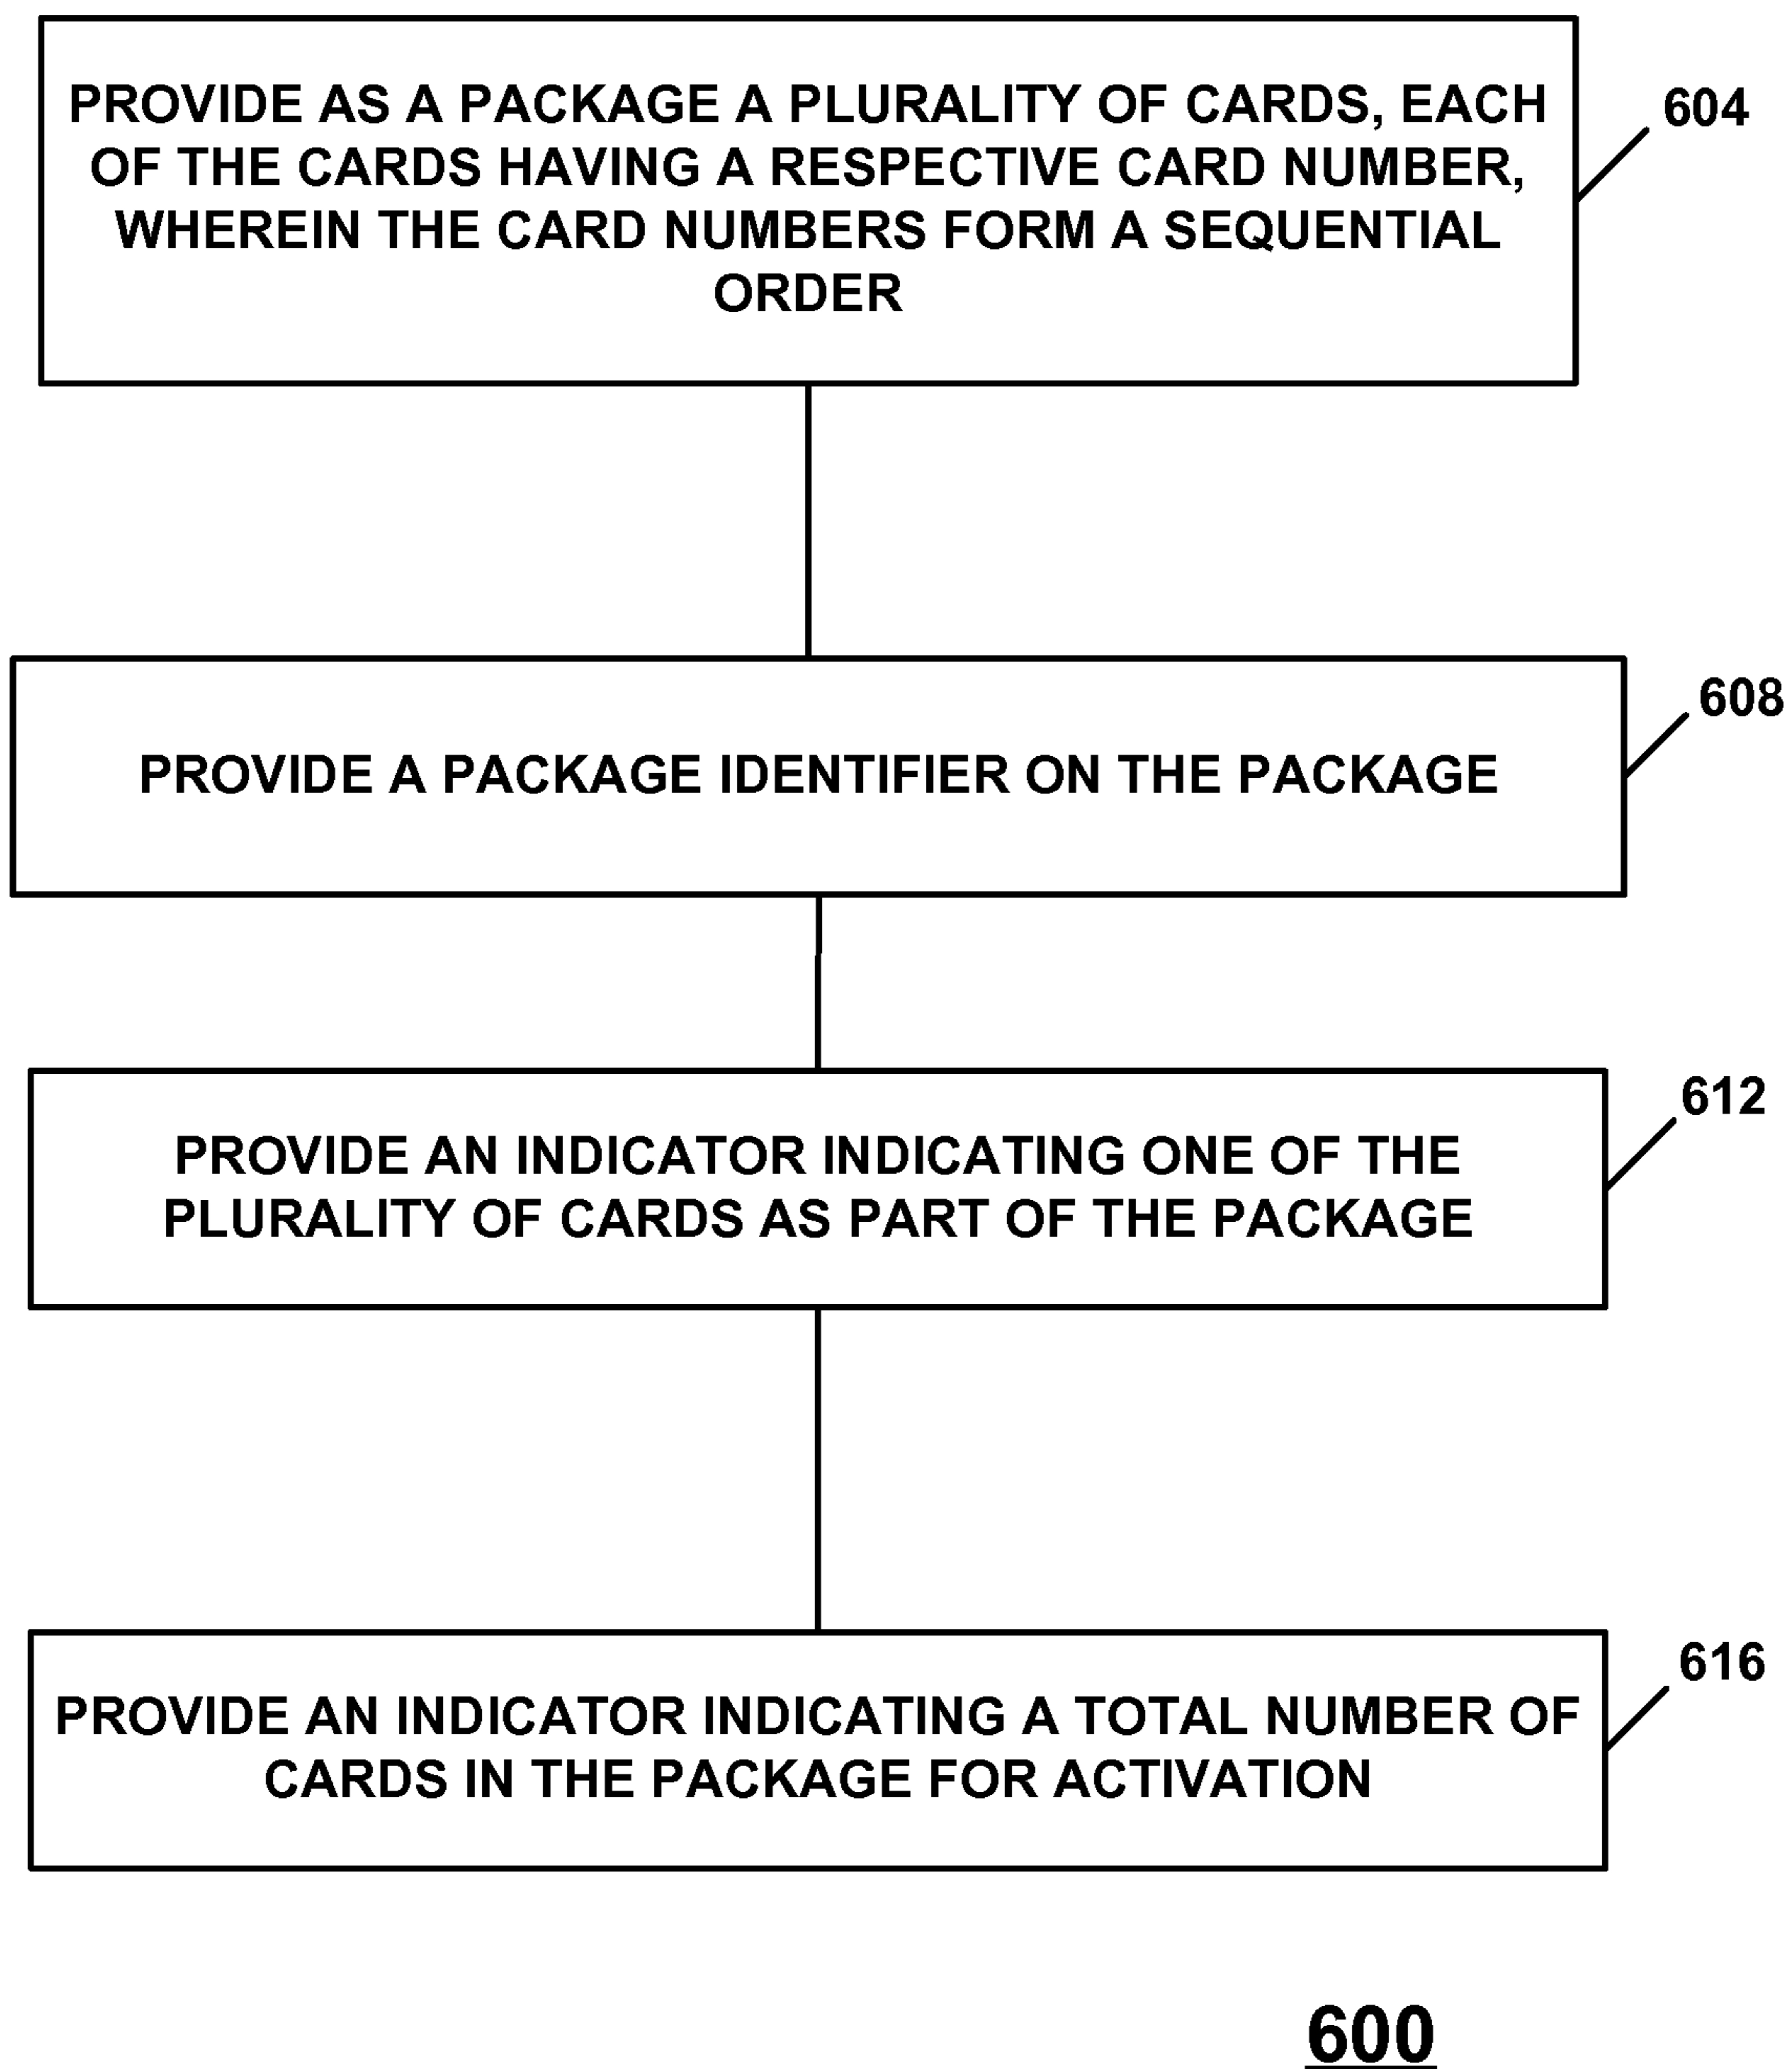 PROVIDE AS A PACKAGE A PLURALITY OF CARDS, EACH
OF THE CARDS HAVING A RESPECTIVE CARD NUMBER,
WHEREIN THE CARD NUMBERS FORM A SEQUENTIAL
ORDER
604
PROVIDE A PACKAGE IDENTIFIER ON THE PACKAGE
608
PROVIDE AN INDICATOR INDICATING ONE OF THE
PLURALITY OF CARDS AS PART OF THE PACKAGE
612
PROVIDE AN INDICATOR INDICATING A TOTAL NUMBER OF
CARDS IN THE PACKAGE FOR ACTIVATION
616
600